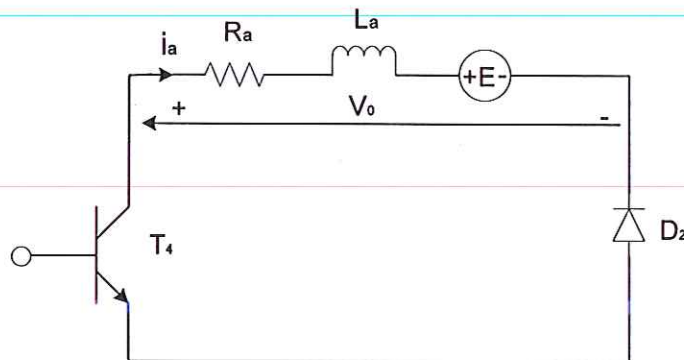 iₐ Rₐ Lₐ
+E-
+ V₀ -
T₄ D₂